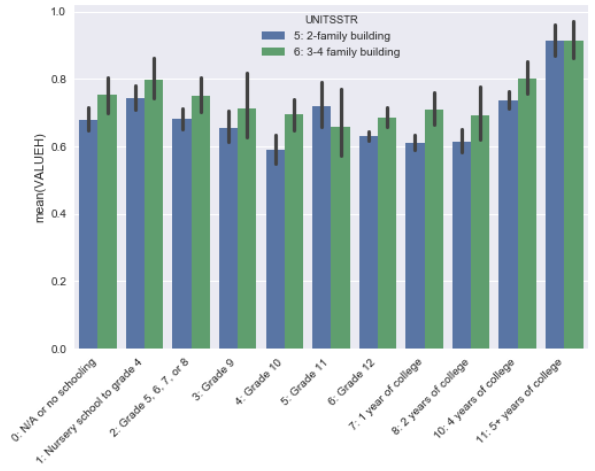 UNITSSTR
5: 2-family building
6: 3-4 family building
mean(VALUEH)
1.0
0.8
0.6
0.4
0.2
0.0
0: N/A or no schooling
1: Nursery school to grade 4
2: Grade 5, 6, 7, or 8
3: Grade 9
4: Grade 10
5: Grade 11
6: Grade 12
7: 1 year of college
8: 2 years of college
10: 4 years of college
11: 5+ years of college